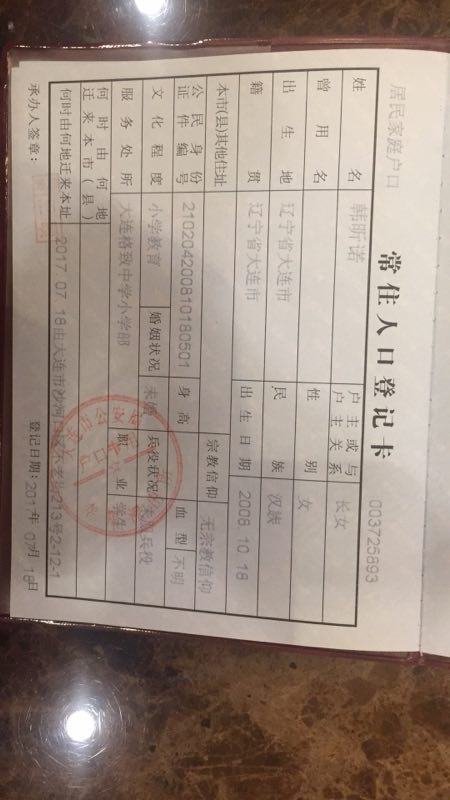 居民家庭户口 003725893
常住人口登记卡
姓名 韩昕诺 户主或与户主关系 长女
曾用名 性别 女
出生地 辽宁省大连市 民族 汉族
籍贯 辽宁省大连市 出生日期 2008.10.18
本市(县)其他住址 宗教信仰 无宗教信仰
公民身份证件编号 210204200810180501 身高 血型 不明
文化程度 小学教育 婚姻状况 未婚 兵役状况 未服兵役
服务处所 大连格致中学小学部 职业 学生
何时由何地迁来本市(县)
何时由何地迁来本址 2017.07.18由大连市沙河口区 213号2-12-1
承办人签章： 登记日期：201 年07月18日